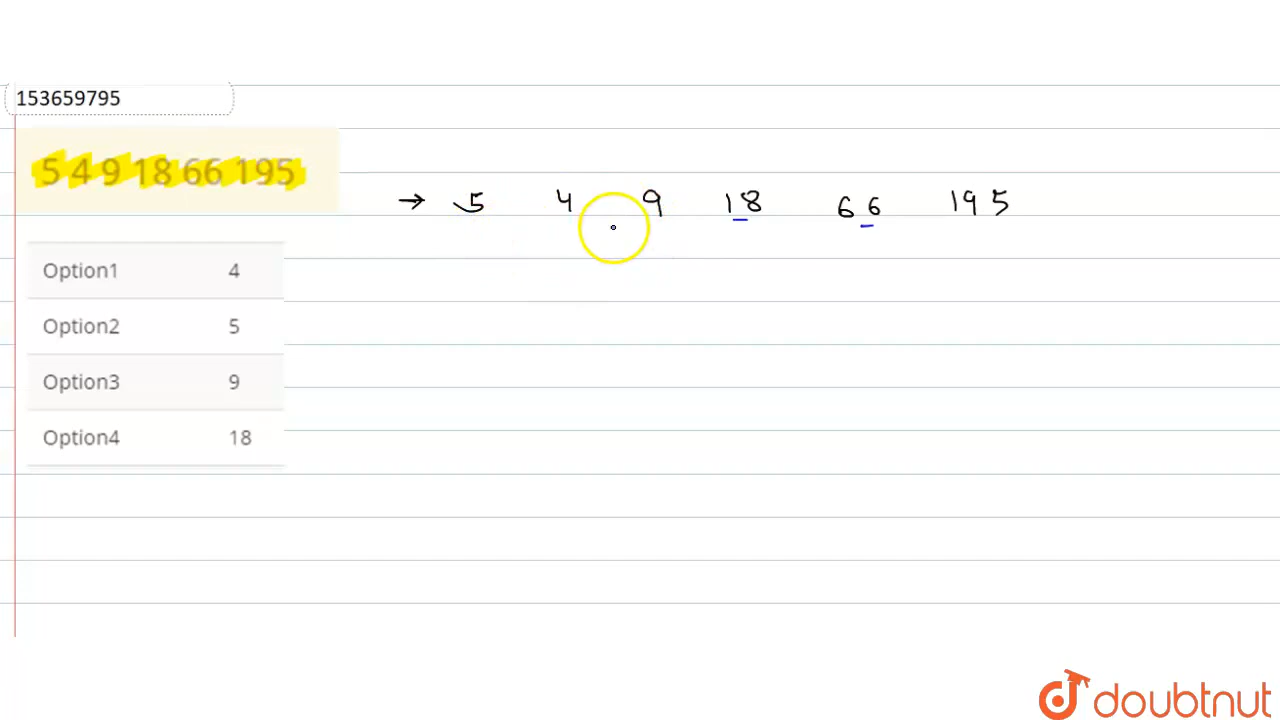 153659795
5 4 9 18 66 195
→ 5 4 9 18 66 195
Option1 4
Option2 5
Option3 9
Option4 18
doubtnut